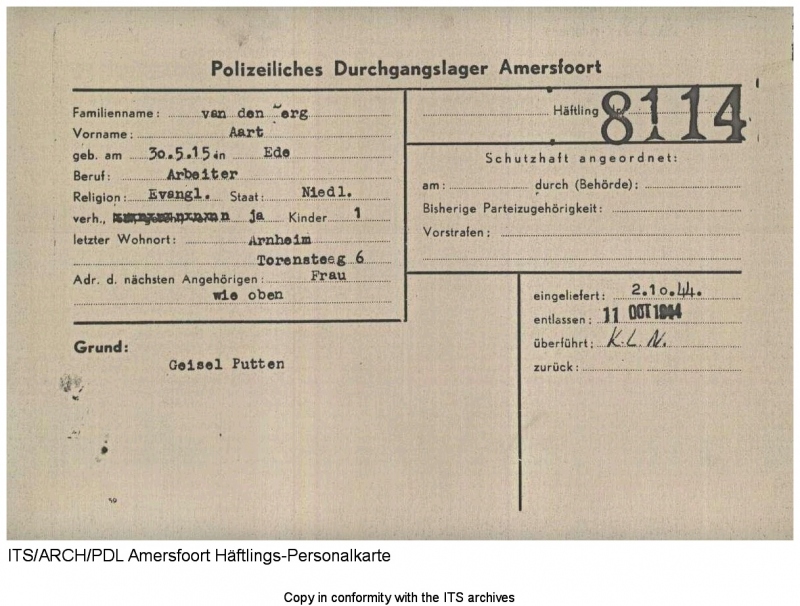 Polizeiliches Durchgangslager Amersfoort
Familienname: van den Berg
Vorname: Aart
geb. am 30.5.15 in Ede
Beruf: Arbeiter
Religion: Evangl. Staat: Niedl.
verh., ja Kinder 1
letzter Wohnort: Arnheim
Torensteeg 6
Adr. d. nächsten Angehörigen: Frau
wie oben
Häftling Nr. 8114
Schutzhaft angeordnet:
am: durch (Behörde):
Bisherige Parteizugehörigkeit:
Vorstrafen:
eingeliefert: 2.10.44.
entlassen: 11 OCT 1944
überführt: K.L.N.
zurück:
Grund:
Geisel Putten
ITS/ARCH/PDL Amersfoort Häftlings-Personalkarte
Copy in conformity with the ITS archives